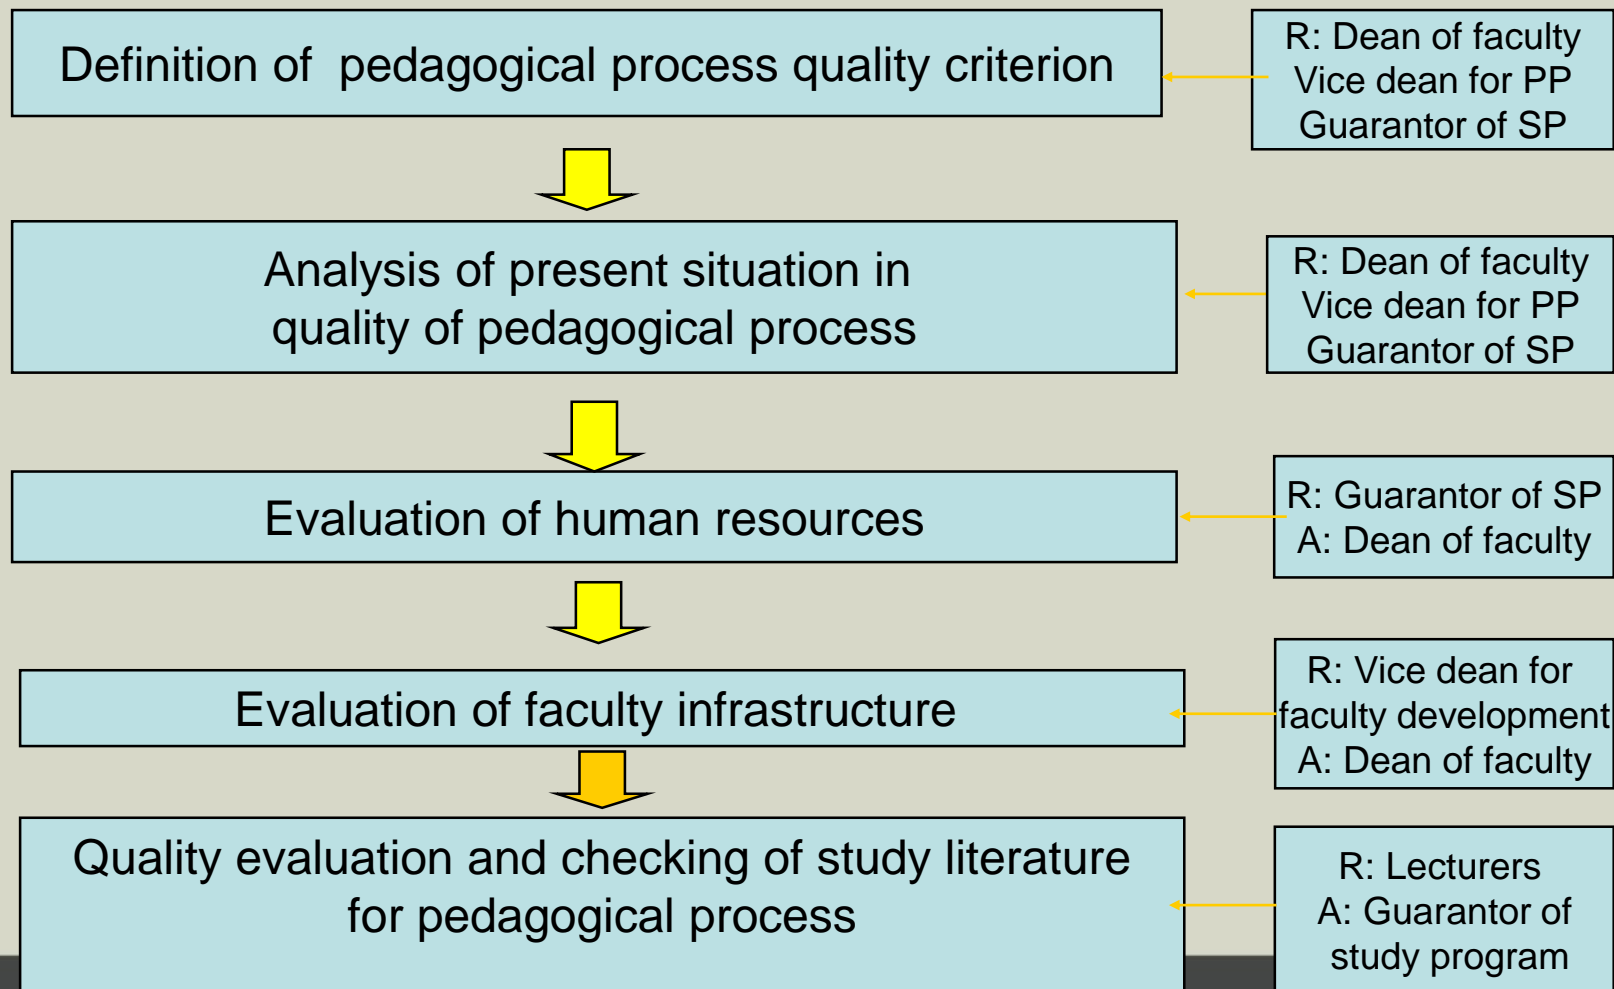 Definition of  pedagogical process quality criterion
R: Dean of faculty
Vice dean for PP
Guarantor of SP
Analysis of present situation in
quality of pedagogical process
R: Dean of faculty
Vice dean for PP
Guarantor of SP
Evaluation of human resources
R: Guarantor of SP
A: Dean of faculty
Evaluation of faculty infrastructure
R: Vice dean for
faculty development
A: Dean of faculty
Quality evaluation and checking of study literature
for pedagogical process
R: Lecturers
A: Guarantor of
study program